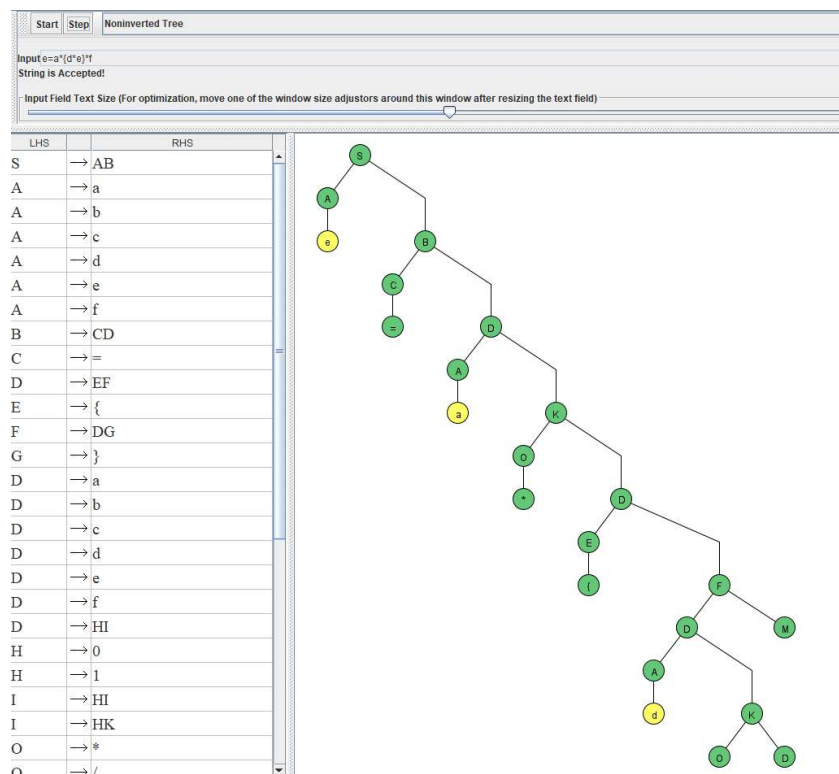 Start Step Noninverted Tree
Input e=a*{d*e}*f
String is Accepted!
Input Field Text Size (For optimization, move one of the window size adjustors around this window after resizing the text field)
LHS RHS
S → AB
A → a
A → b
A → c
A → d
A → e
A → f
B → CD
C → =
D → EF
E → {
F → DG
G → }
D → a
D → b
D → c
D → d
D → e
D → f
D → HI
H → 0
H → 1
I → HI
I → HK
O → *
O → /
S
A
e B
C
= D
A
a K
O
* D
E
{ F
D M
A
d K
O D